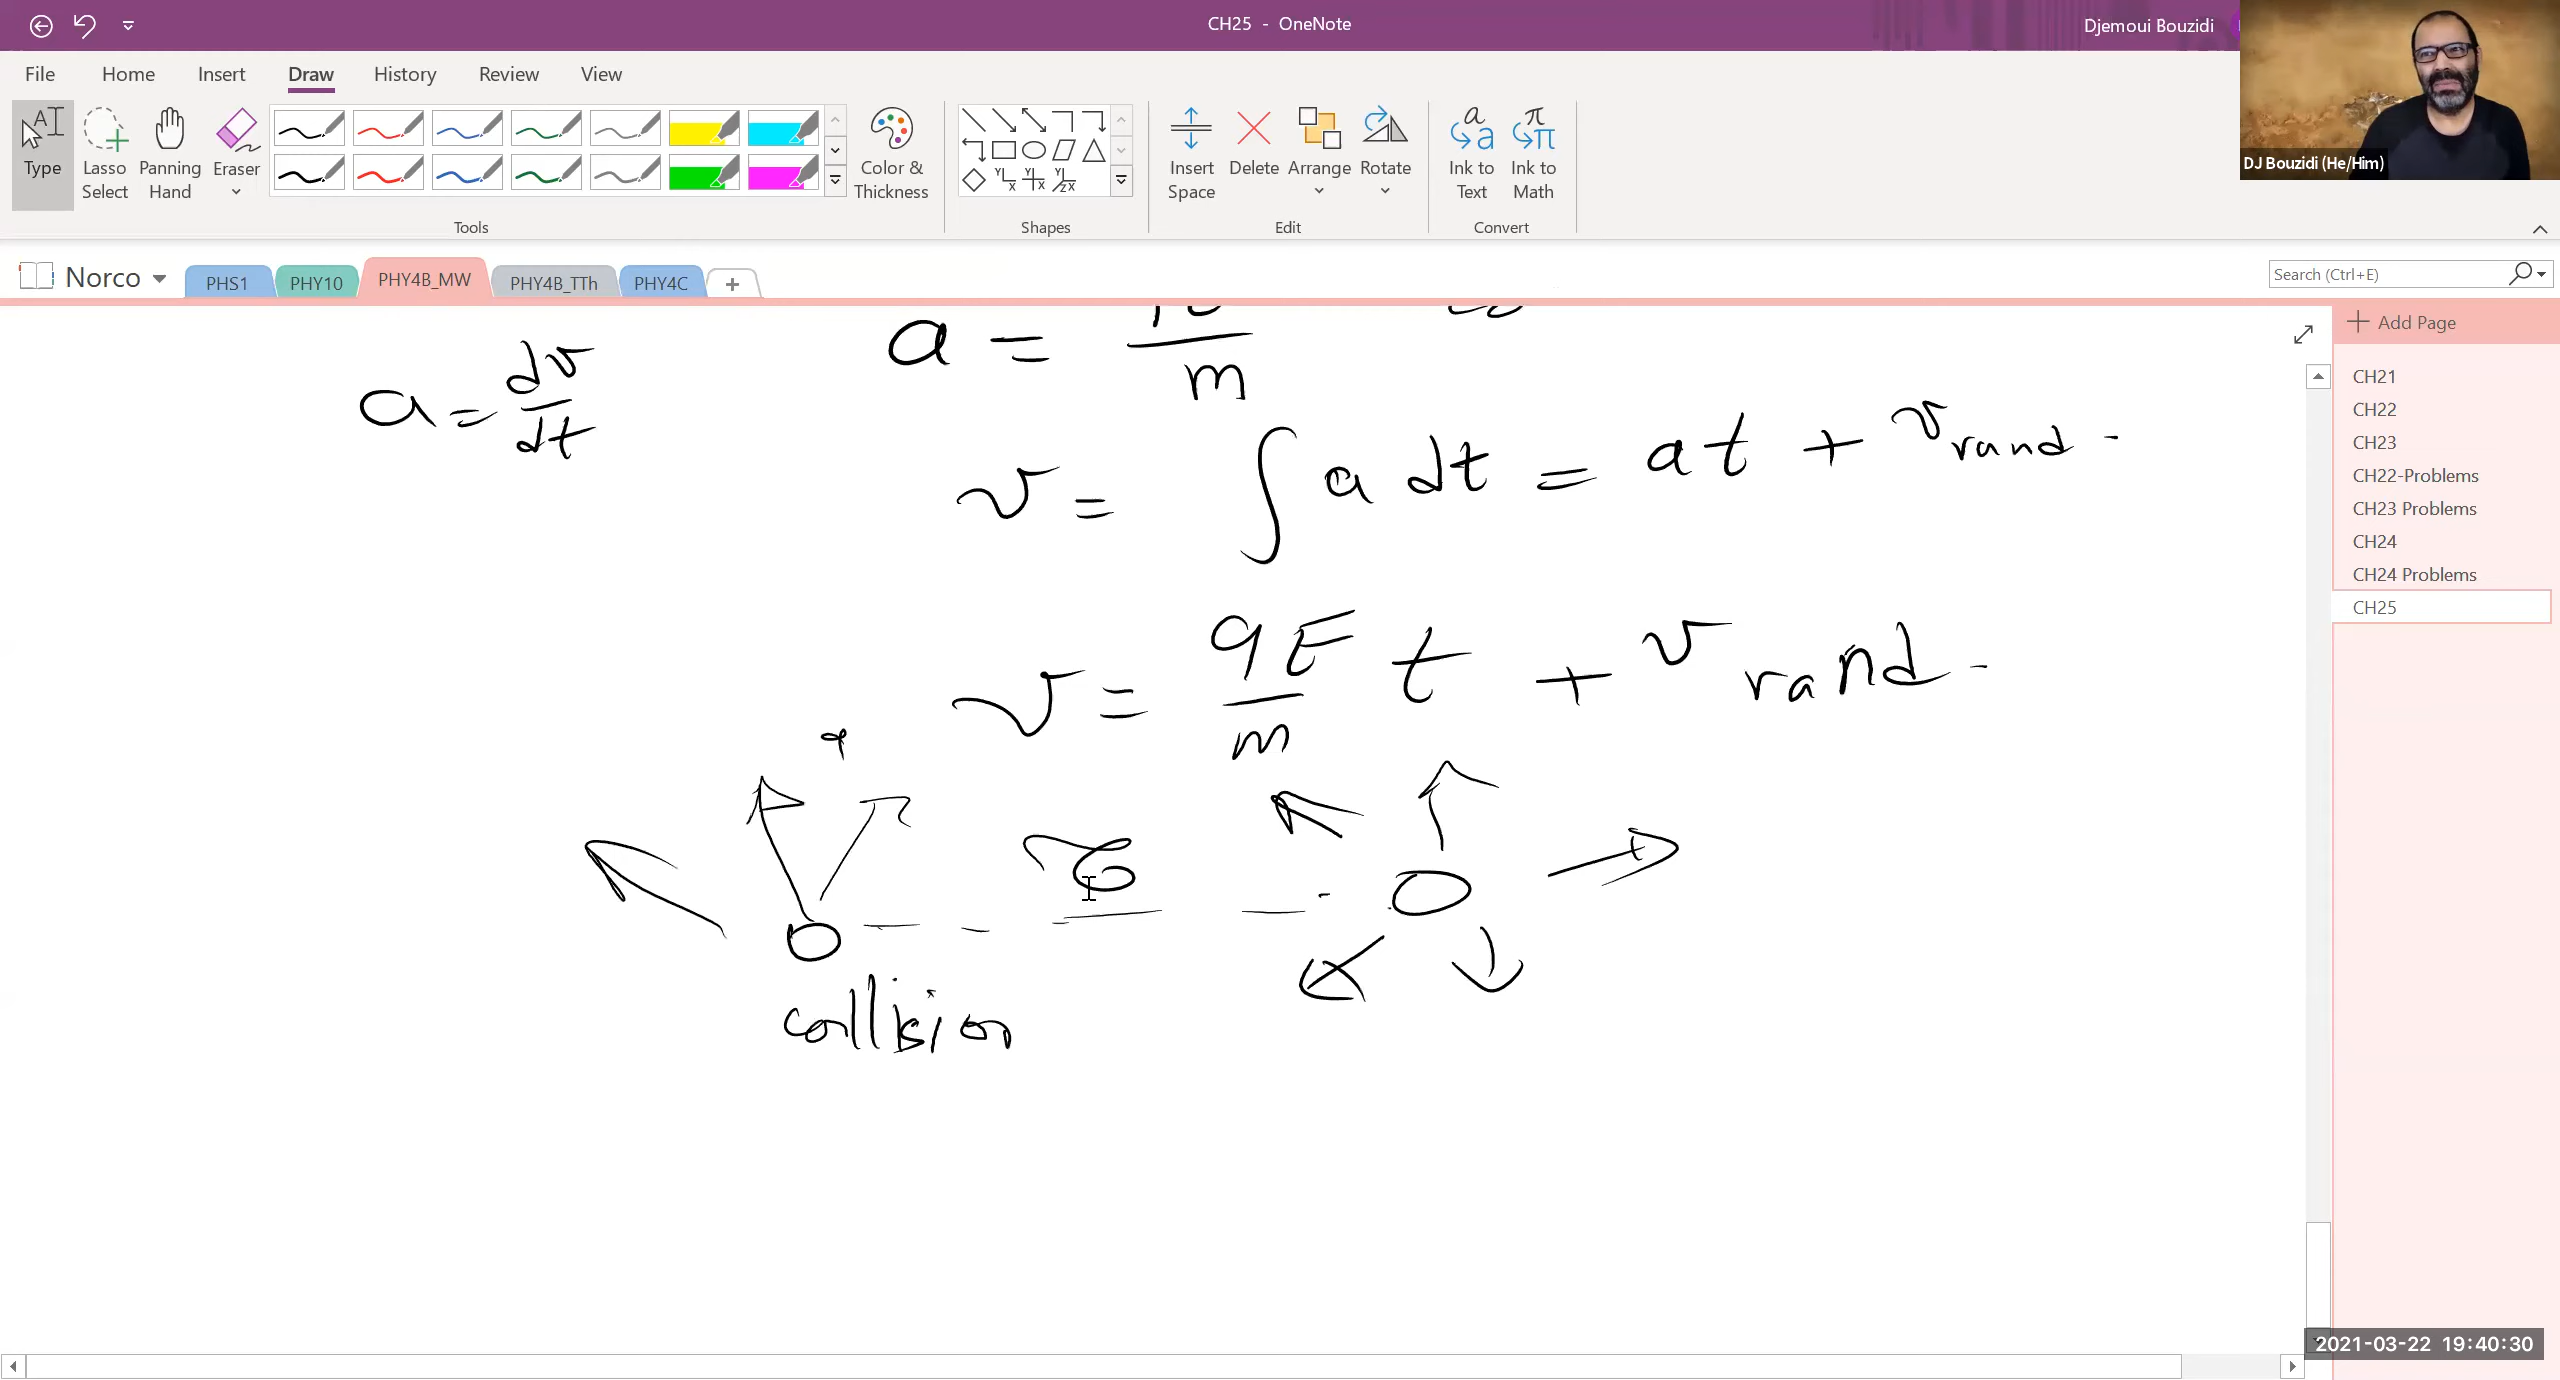 CH25 - OneNote
Djemoui Bouzidi
File Home Insert Draw History Review View
Type
Lasso Select
Panning Hand
Eraser
Color & Thickness
Insert Space
Delete
Arrange
Rotate
Ink to Text
Ink to Math
Tools
Shapes
Edit
Convert
DJ Bouzidi (He/Him)
Norco
PHS1
PHY10
PHY4B_MW
PHY4B_TTh
PHY4C
Search (Ctrl+E)
Add Page
CH21
CH22
CH23
CH22-Problems
CH23 Problems
CH24
CH24 Problems
CH25
a = dv/dt
a = /m
v = ∫ a dt = at + v rand.
v = qE/m t + v rand.
τ
collision
2021-03-22 19:40:30